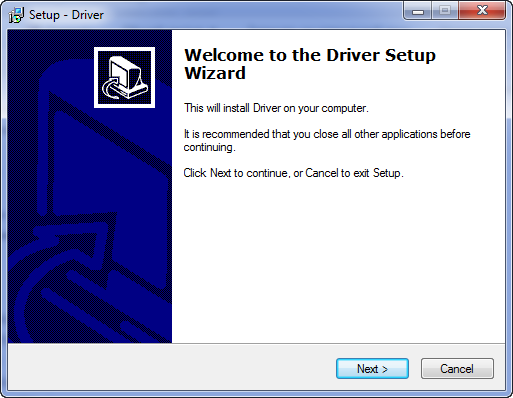 Setup - Driver
Welcome to the Driver Setup
Wizard
This will install Driver on your computer.
It is recommended that you close all other applications before
continuing.
Click Next to continue, or Cancel to exit Setup.
Next >
Cancel